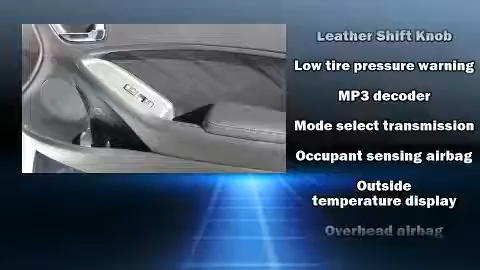 Leather Shift Knob
Low tire pressure warning
MP3 decoder
Mode select transmission
Occupant sensing airbag
Outside
temperature display
Overhead airbag